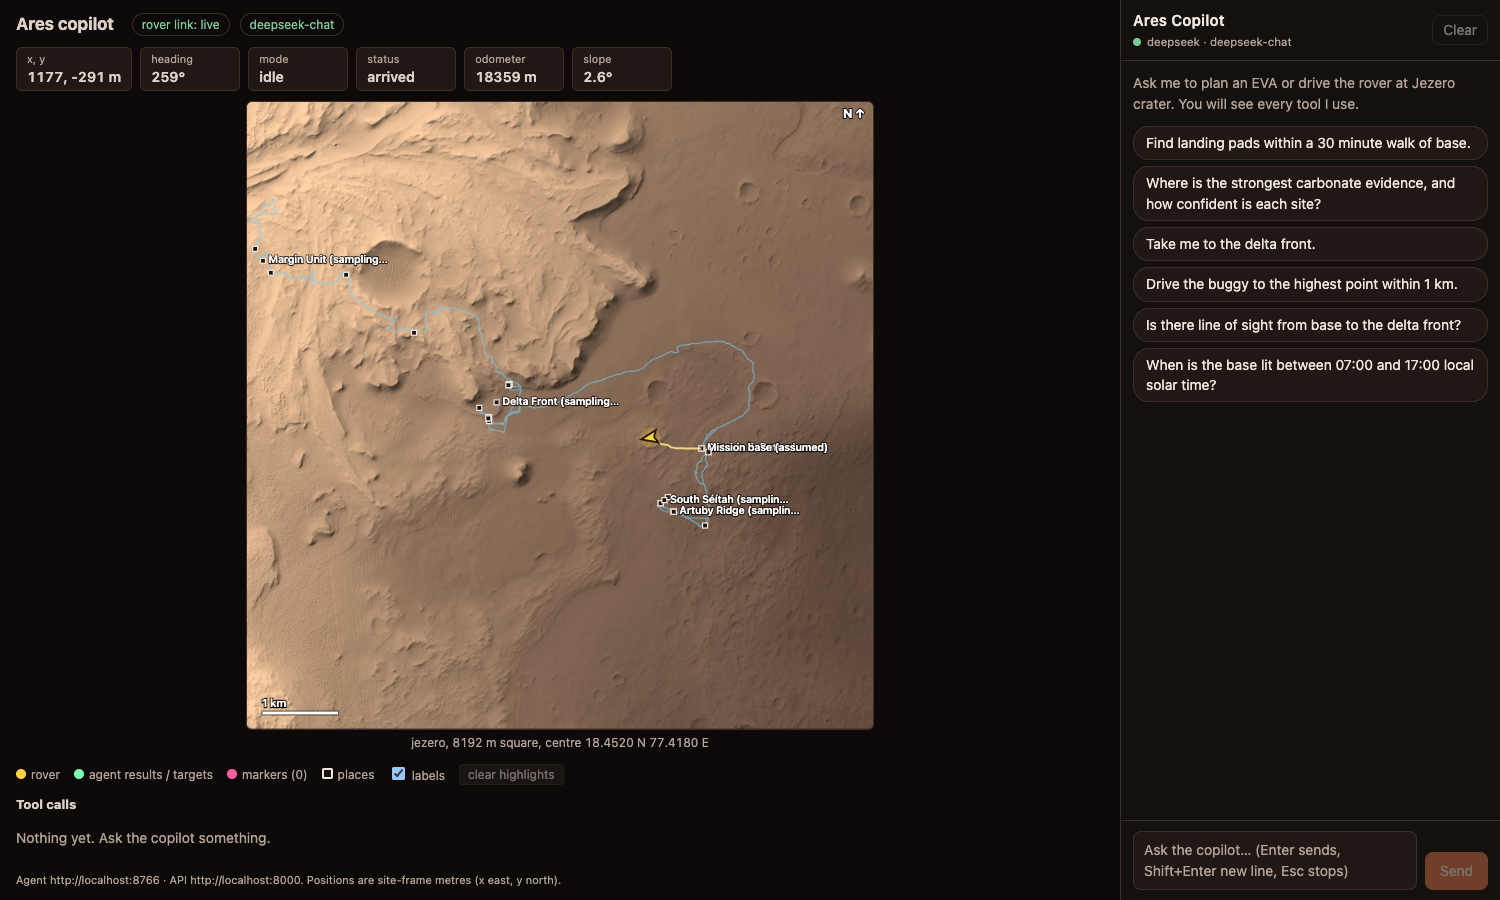 Ares copilot
rover link: live
deepseek-chat
x, y
1177, -291 m
heading
259°
mode
idle
status
arrived
odometer
18359 m
slope
2.6°
N ↑
Margin Unit (sampling...
Delta Front (sampling...
Mission base (assumed)
South Séítah (samplin...
Artuby Ridge (samplin...
1 km
jezero, 8192 m square, centre 18.4520 N 77.4180 E
rover
agent results / targets
markers (0)
places
labels
clear highlights
Tool calls
Nothing yet. Ask the copilot something.
Agent http://localhost:8766 · API http://localhost:8000. Positions are site-frame metres (x east, y north).
Ares Copilot
deepseek · deepseek-chat
Clear
Ask me to plan an EVA or drive the rover at Jezero
crater. You will see every tool I use.
Find landing pads within a 30 minute walk of base.
Where is the strongest carbonate evidence, and
how confident is each site?
Take me to the delta front.
Drive the buggy to the highest point within 1 km.
Is there line of sight from base to the delta front?
When is the base lit between 07:00 and 17:00 local
solar time?
Ask the copilot... (Enter sends,
Shift+Enter new line, Esc stops)
Send